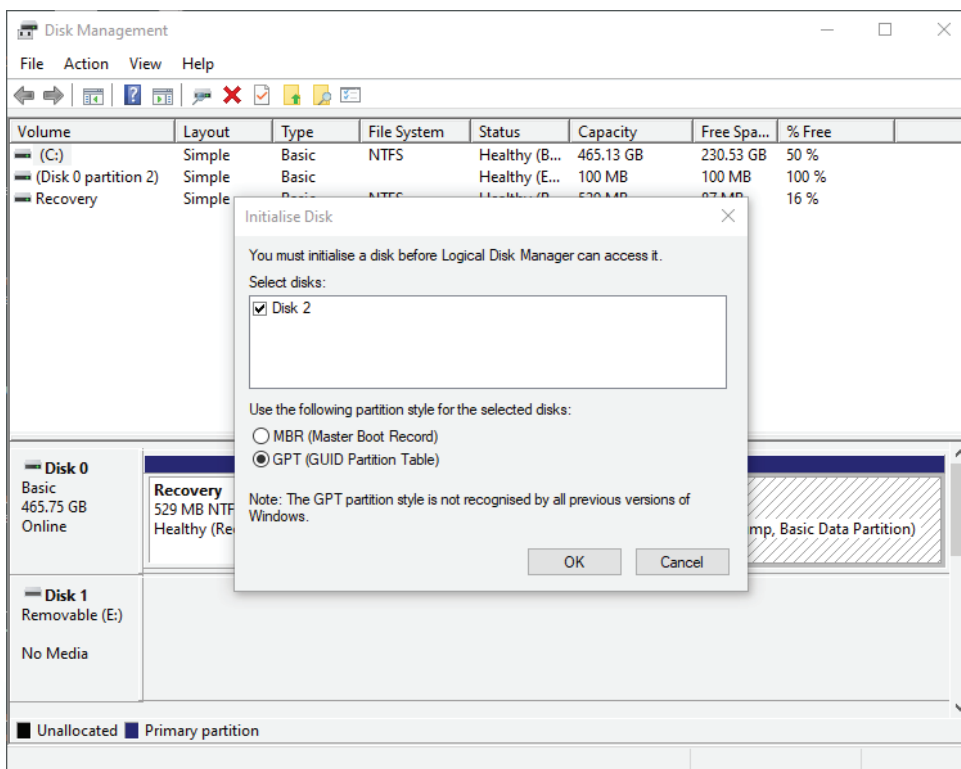 Disk Management
File Action View Help
Volume Layout Type File System Status Capacity Free Spa... % Free
(C:) Simple Basic NTFS Healthy (B... 465.13 GB 230.53 GB 50 %
(Disk 0 partition 2) Simple Basic Healthy (E... 100 MB 100 MB 100 %
Recovery Simple 16 %
Initialise Disk
You must initialise a disk before Logical Disk Manager can access it.
Select disks:
Disk 2
Use the following partition style for the selected disks:
MBR (Master Boot Record)
GPT (GUID Partition Table)
Note: The GPT partition style is not recognised by all previous versions of
Windows.
OK Cancel
Disk 0
Basic
465.75 GB
Online
Recovery
529 MB NTF
Healthy (Re
mp, Basic Data Partition)
Disk 1
Removable (E:)
No Media
Unallocated Primary partition